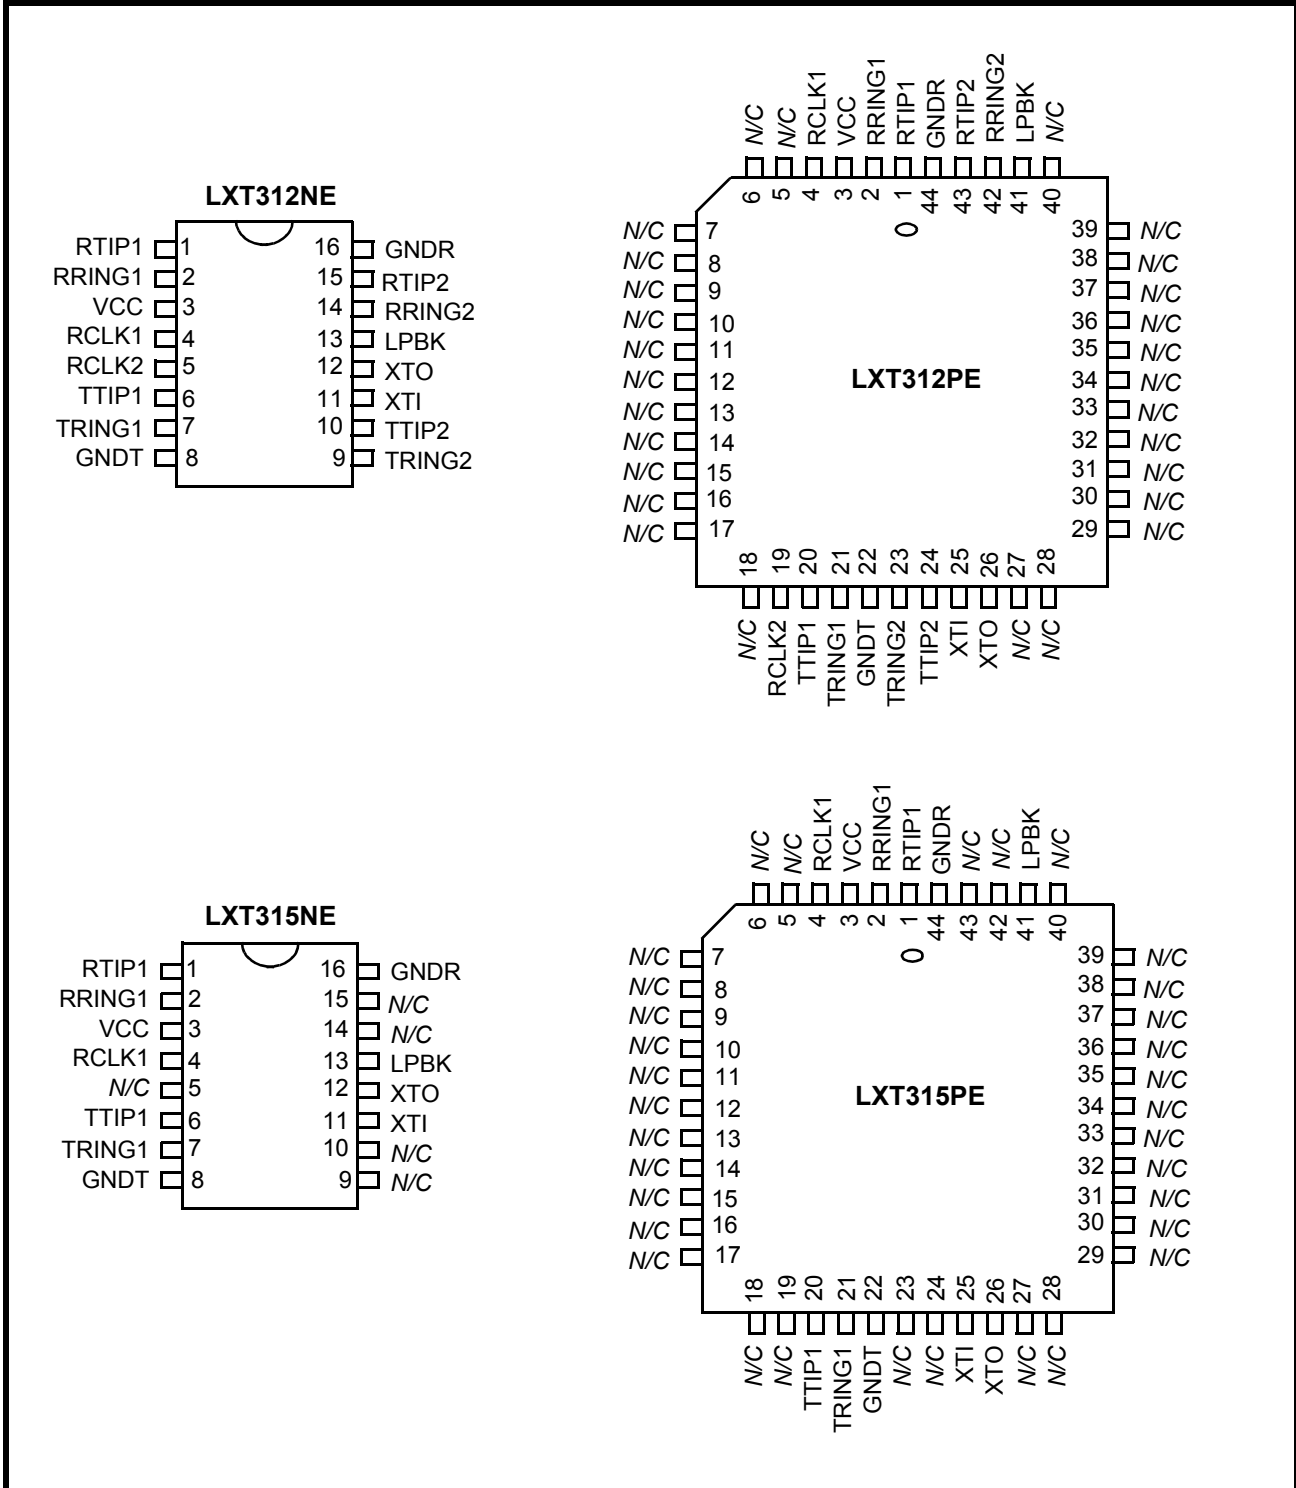 LXT312NE
RTIP1 1 16 GNDR
RRING1 2 15 RTIP2
VCC 3 14 RRING2
RCLK1 4 13 LPBK
RCLK2 5 12 XTO
TTIP1 6 11 XTI
TRING1 7 10 TTIP2
GNDT 8 9 TRING2
N/C N/C RCLK1 VCC RRING1 RTIP1 GNDR RTIP2 RRING2 LPBK N/C
6 5 4 3 2 1 44 43 42 41 40
N/C 7 39 N/C
N/C 8 38 N/C
N/C 9 37 N/C
N/C 10 36 N/C
N/C 11 35 N/C
LXT312PE
N/C 12 34 N/C
N/C 13 33 N/C
N/C 14 32 N/C
N/C 15 31 N/C
N/C 16 30 N/C
N/C 17 29 N/C
18 19 20 21 22 23 24 25 26 27 28
N/C RCLK2 TTIP1 TRING1 GNDT TRING2 TTIP2 XTI XTO N/C N/C
LXT315NE
RTIP1 1 16 GNDR
RRING1 2 15 N/C
VCC 3 14 N/C
RCLK1 4 13 LPBK
N/C 5 12 XTO
TTIP1 6 11 XTI
TRING1 7 10 N/C
GNDT 8 9 N/C
N/C N/C RCLK1 VCC RRING1 RTIP1 GNDR N/C N/C LPBK N/C
6 5 4 3 2 1 44 43 42 41 40
N/C 7 39 N/C
N/C 8 38 N/C
N/C 9 37 N/C
N/C 10 36 N/C
N/C 11 35 N/C
LXT315PE
N/C 12 34 N/C
N/C 13 33 N/C
N/C 14 32 N/C
N/C 15 31 N/C
N/C 16 30 N/C
N/C 17 29 N/C
18 19 20 21 22 23 24 25 26 27 28
N/C N/C TTIP1 TRING1 GNDT N/C N/C XTI XTO N/C N/C